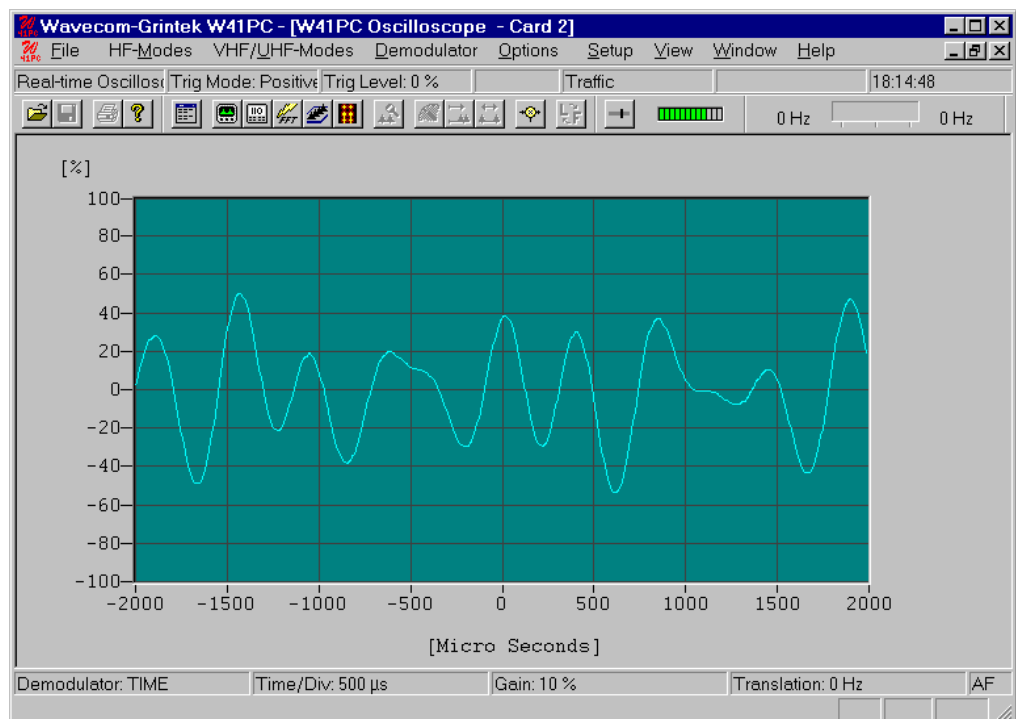 Wavecom-Grintek W41PC - [W41PC Oscilloscope - Card 2]
File HF-Modes VHF/UHF-Modes Demodulator Options Setup View Window Help
Real-time Oscillosc Trig Mode: Positive Trig Level: 0 % Traffic 18:14:48
FFT 0 Hz 0 Hz
[%]
100
80
60
40
20
0
-20
-40
-60
-80
-100
-2000 -1500 -1000 -500 0 500 1000 1500 2000
[Micro Seconds]
Demodulator: TIME Time/Div: 500 µs Gain: 10 % Translation: 0 Hz AF